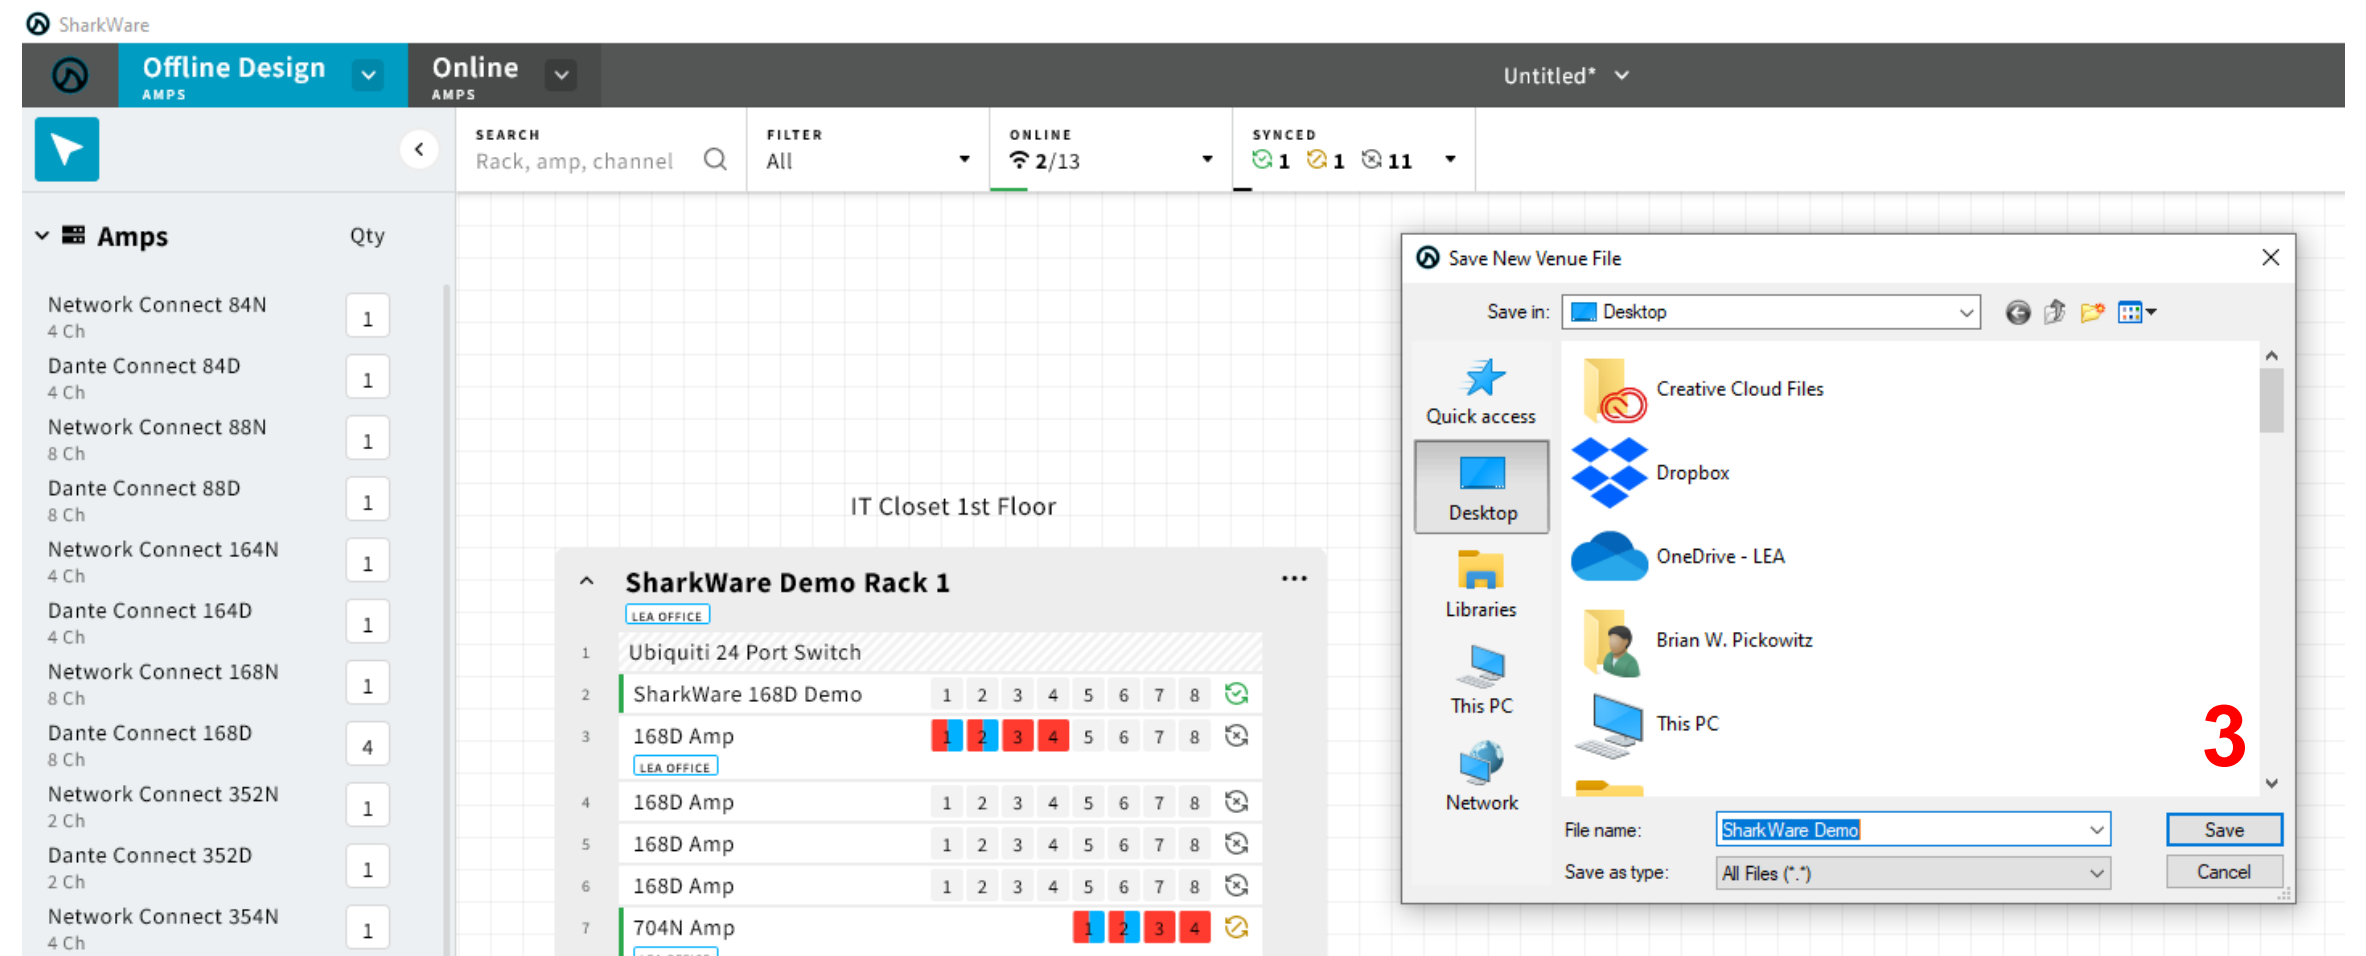 SharkWare
Offline Design
AMPS
Online
AMPS
Untitled*
SEARCH
Rack, amp, channel
FILTER
All
ONLINE
2/13
SYNCED
1 1 11
Amps Qty
Network Connect 84N
4 Ch
1
Dante Connect 84D
4 Ch
1
Network Connect 88N
8 Ch
1
Dante Connect 88D
8 Ch
1
Network Connect 164N
4 Ch
1
Dante Connect 164D
4 Ch
1
Network Connect 168N
8 Ch
1
Dante Connect 168D
8 Ch
4
Network Connect 352N
2 Ch
1
Dante Connect 352D
2 Ch
1
Network Connect 354N
4 Ch
1
IT Closet 1st Floor
SharkWare Demo Rack 1
LEA OFFICE
1 Ubiquiti 24 Port Switch
2 SharkWare 168D Demo 1 2 3 4 5 6 7 8
3 168D Amp 1 2 3 4 5 6 7 8
LEA OFFICE
4 168D Amp 1 2 3 4 5 6 7 8
5 168D Amp 1 2 3 4 5 6 7 8
6 168D Amp 1 2 3 4 5 6 7 8
7 704N Amp 1 2 3 4
LEA OFFICE
Save New Venue File
Save in: Desktop
Quick access
Desktop
Libraries
This PC
Network
Creative Cloud Files
Dropbox
OneDrive - LEA
Brian W. Pickowitz
This PC
3
File name: SharkWare Demo
Save
Save as type: All Files (*.*)
Cancel